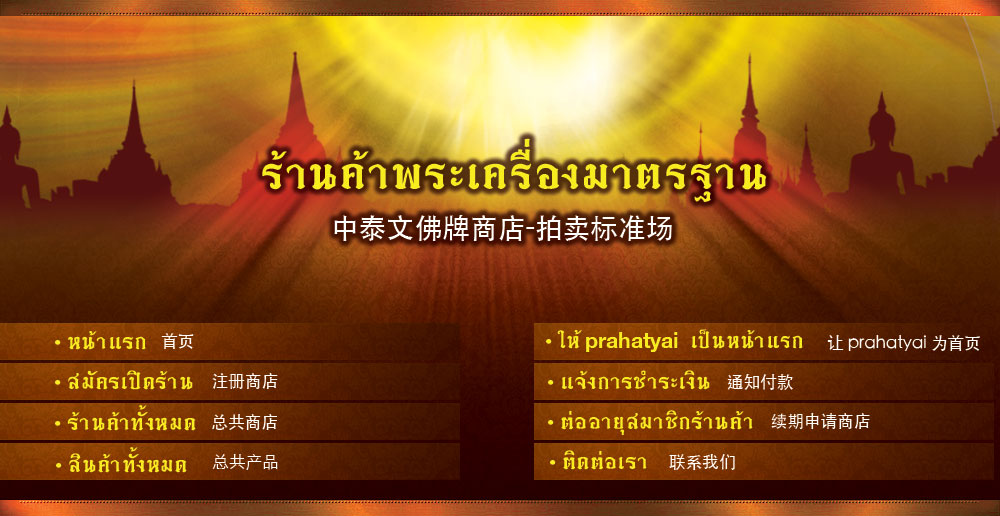 ร้านค้าพระเครื่องมาตรฐาน
中泰文佛牌商店-拍卖标准场
• หน้าแรก 首页
• สมัครเปิดร้าน 注册商店
• ร้านค้าทั้งหมด 总共商店
• สินค้าทั้งหมด 总共产品
• ให้ prahatyai เป็นหน้าแรก 让 prahatyai 为首页
• แจ้งการชำระเงิน 通知付款
• ต่ออายุสมาชิกร้านค้า 续期申请商店
• ติดต่อเรา 联系我们